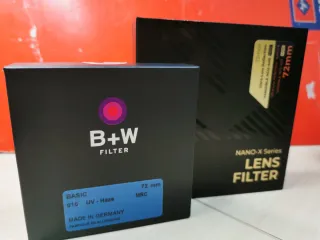 B+W
FILTER
BASIC 72 mm
010 UV - Haze MRC
MADE IN GERMANY
72mm
NANO-X Series
LENS
FILTER